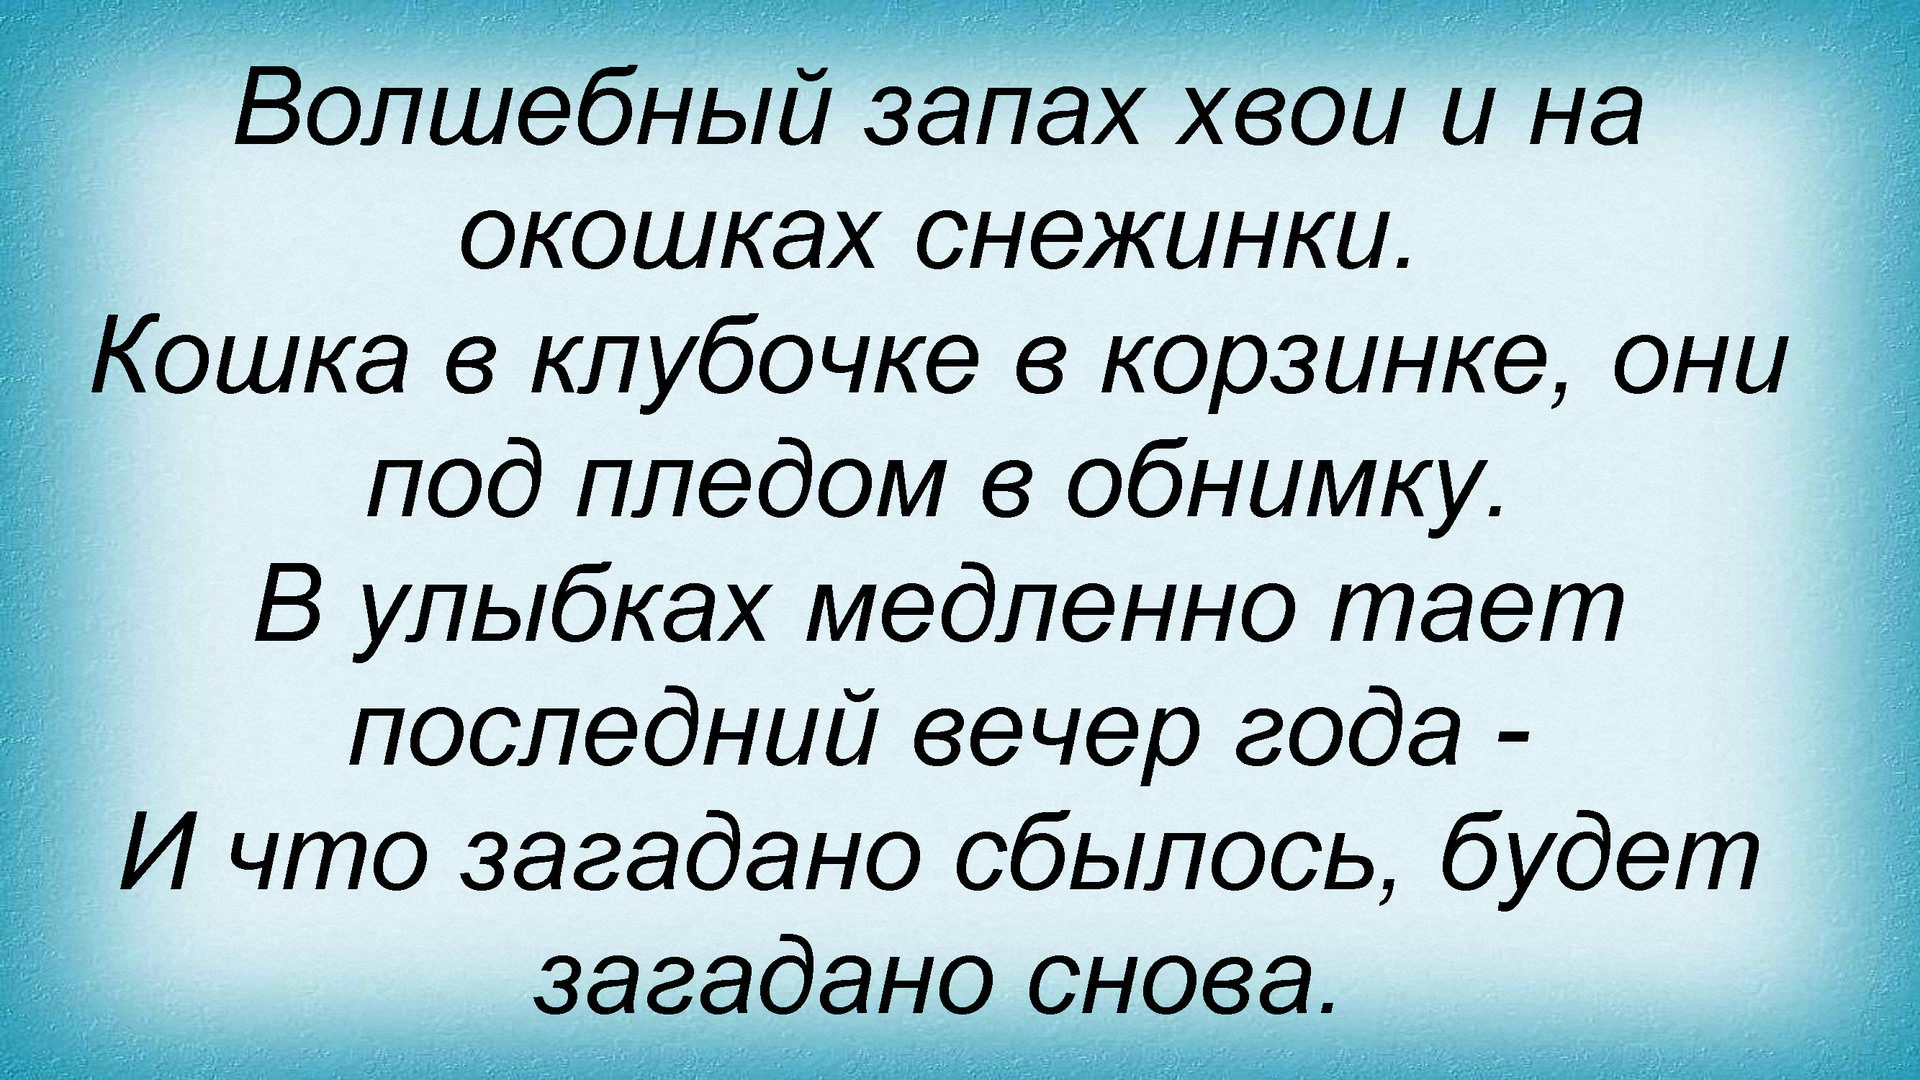 Волшебный запах хвои и на
окошках снежинки.
Кошка в клубочке в корзинке, они
под пледом в обнимку.
В улыбках медленно тает
последний вечер года -
И что загадано сбылось, будет
загадано снова.